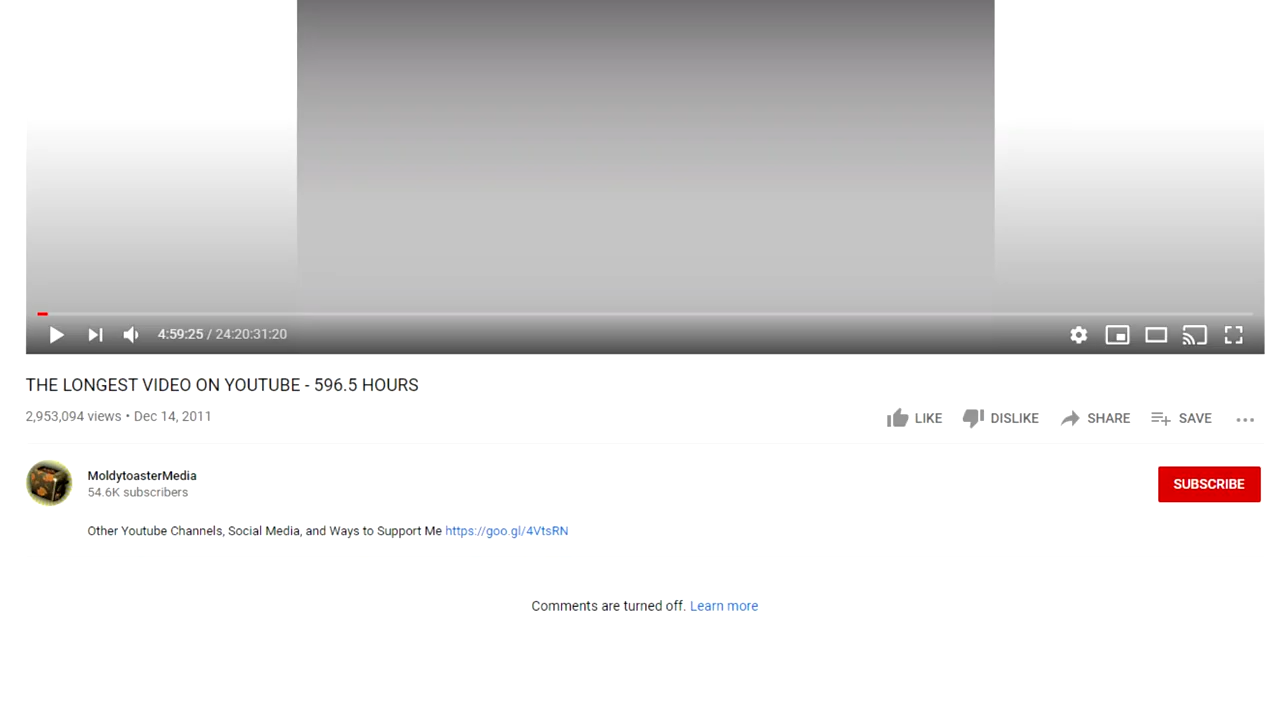 4:59:25 / 24:20:31:20
THE LONGEST VIDEO ON YOUTUBE - 596.5 HOURS
2,953,094 views • Dec 14, 2011
LIKE DISLIKE SHARE SAVE
MoldytoasterMedia
54.6K subscribers
SUBSCRIBE
Other Youtube Channels, Social Media, and Ways to Support Me https://goo.gl/4VtsRN
Comments are turned off. Learn more